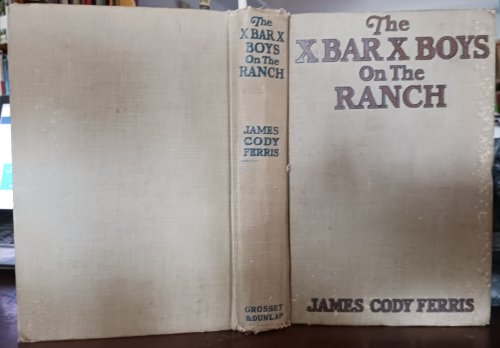 The
X BAR X
BOYS
On The
RANCH
JAMES
CODY
FERRIS
GROSSET
& DUNLAP
The
X BAR X BOYS
On The
RANCH
JAMES CODY FERRIS